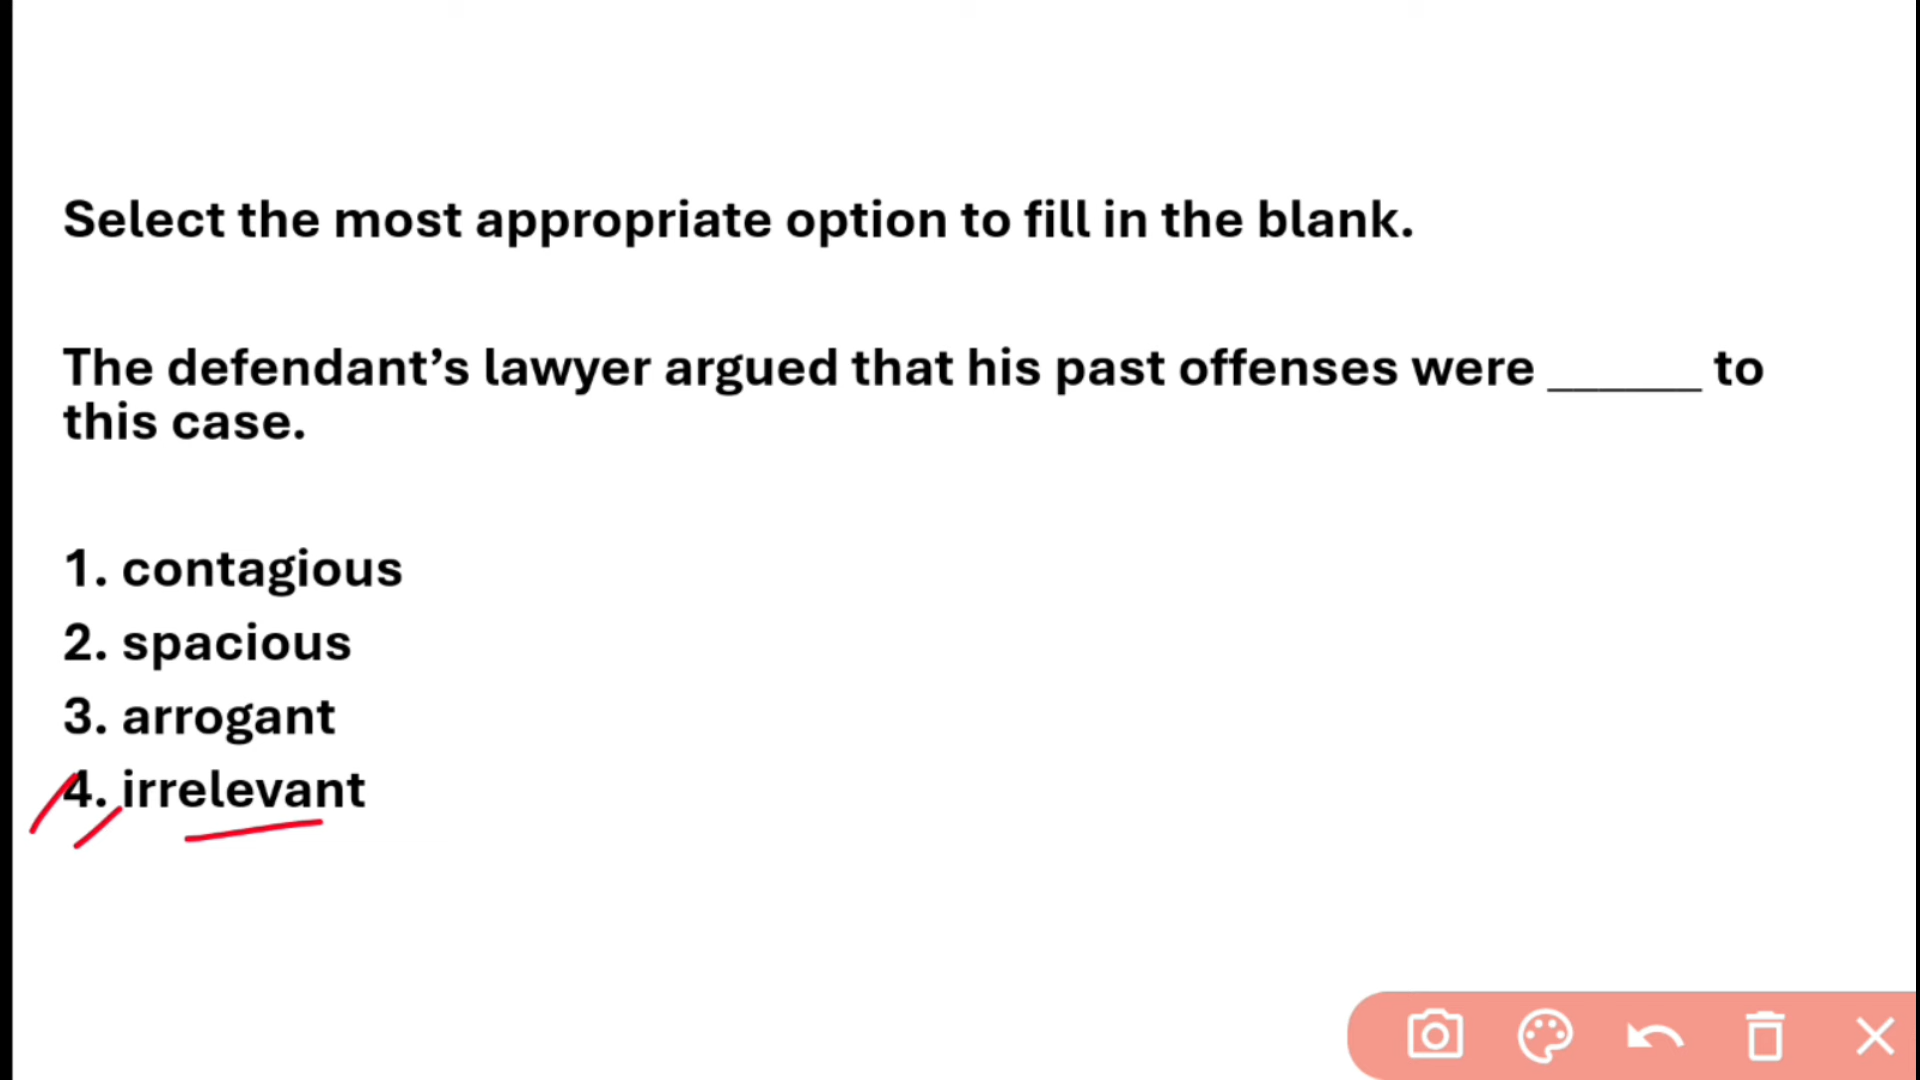 Select the most appropriate option to fill in the blank.
The defendant’s lawyer argued that his past offenses were ______ to
this case.
1. contagious
2. spacious
3. arrogant
4. irrelevant